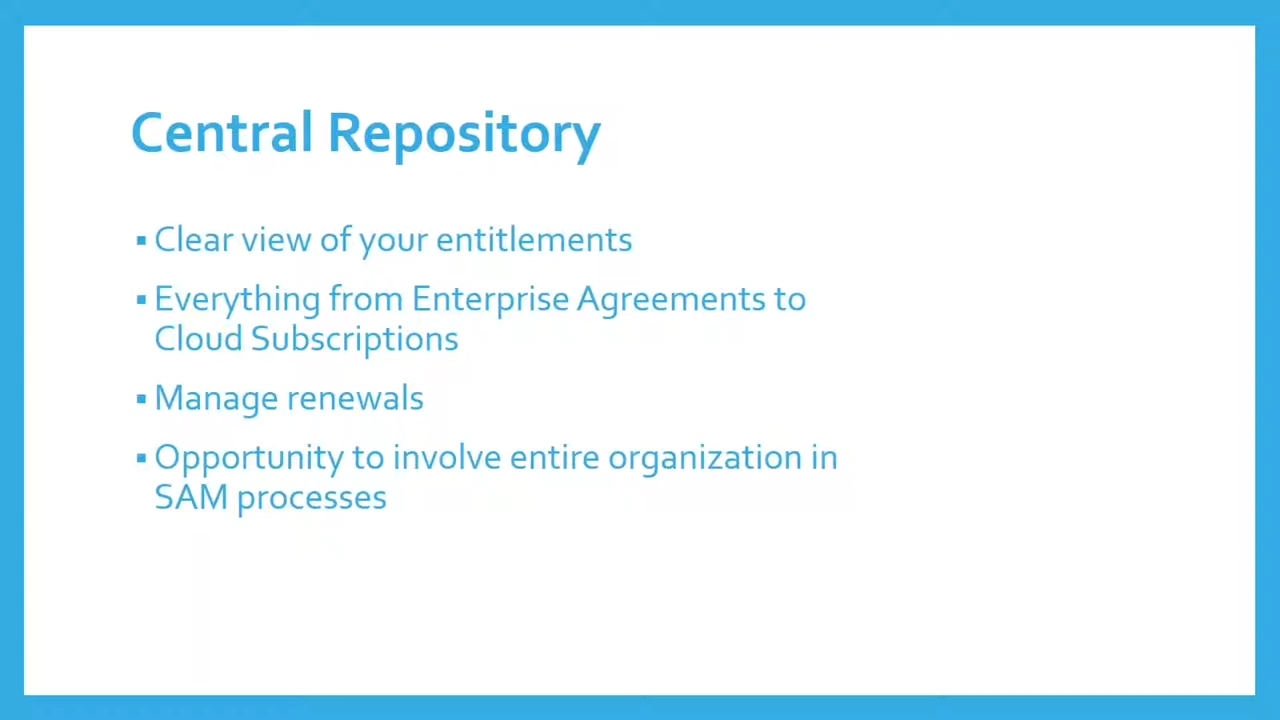 Central Repository
▪ Clear view of your entitlements
▪ Everything from Enterprise Agreements to
Cloud Subscriptions
▪ Manage renewals
▪ Opportunity to involve entire organization in
SAM processes